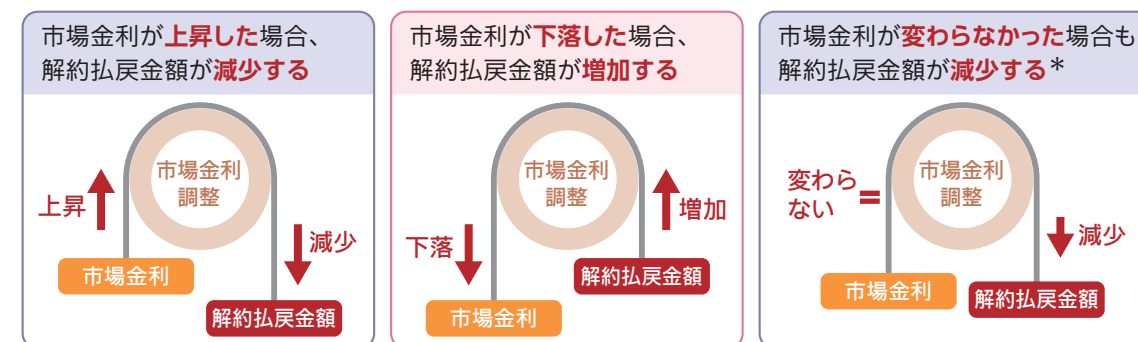 市場金利が上昇した場合、
解約払戻金額が減少する
市場金利
調整
上昇
減少
市場金利
解約払戻金額
市場金利が下落した場合、
解約払戻金額が増加する
市場金利
調整
下落
増加
解約払戻金額
市場金利
市場金利が変わらなかった場合も
解約払戻金額が減少する*
市場金利
調整
変わら
ない
=
減少
市場金利
解約払戻金額